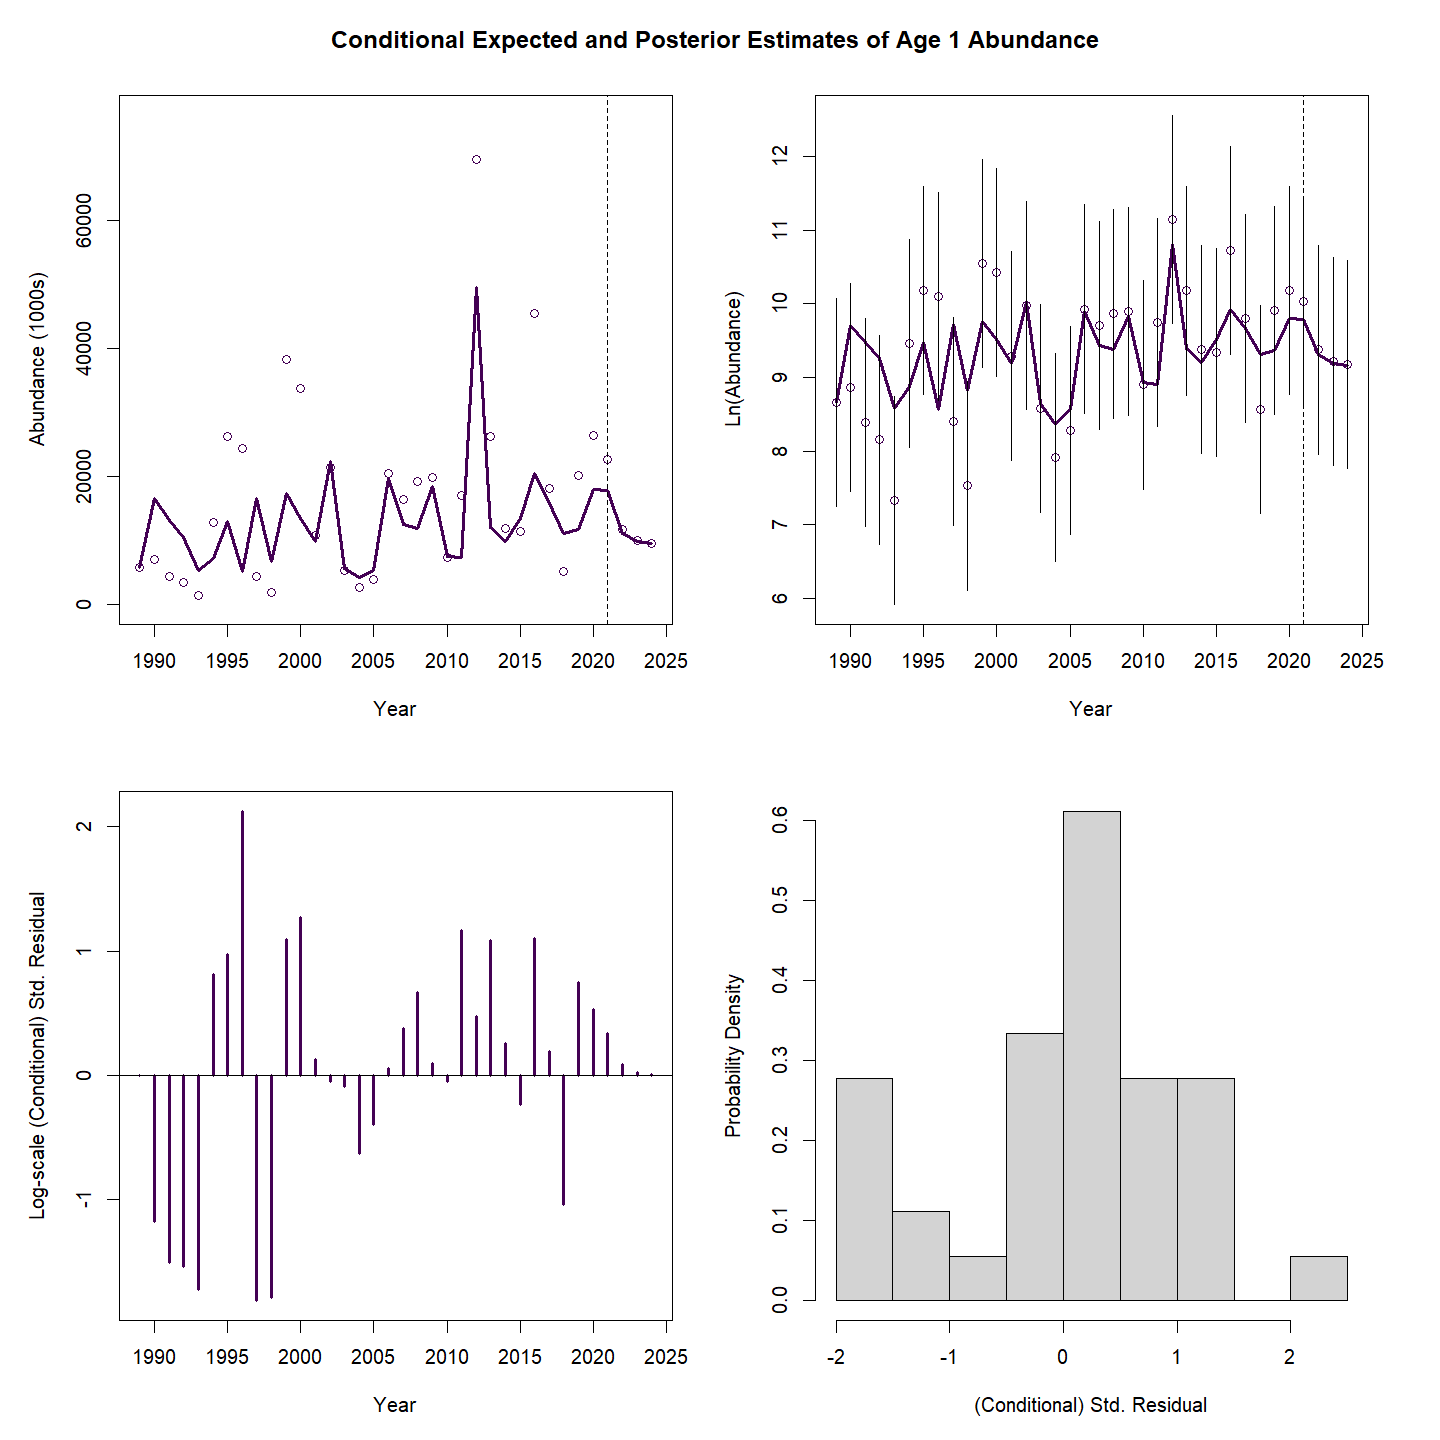 Conditional Expected and Posterior Estimates of Age 1 Abundance
Abundance (1000s)
60000
40000
20000
0
1990 1995 2000 2005 2010 2015 2020 2025
Year
Ln(Abundance)
12
11
10
9
8
7
6
1990 1995 2000 2005 2010 2015 2020 2025
Year
Log-scale (Conditional) Std. Residual
2
1
0
-1
1990 1995 2000 2005 2010 2015 2020 2025
Year
Probability Density
0.6
0.5
0.4
0.3
0.2
0.1
0.0
-2 -1 0 1 2
(Conditional) Std. Residual